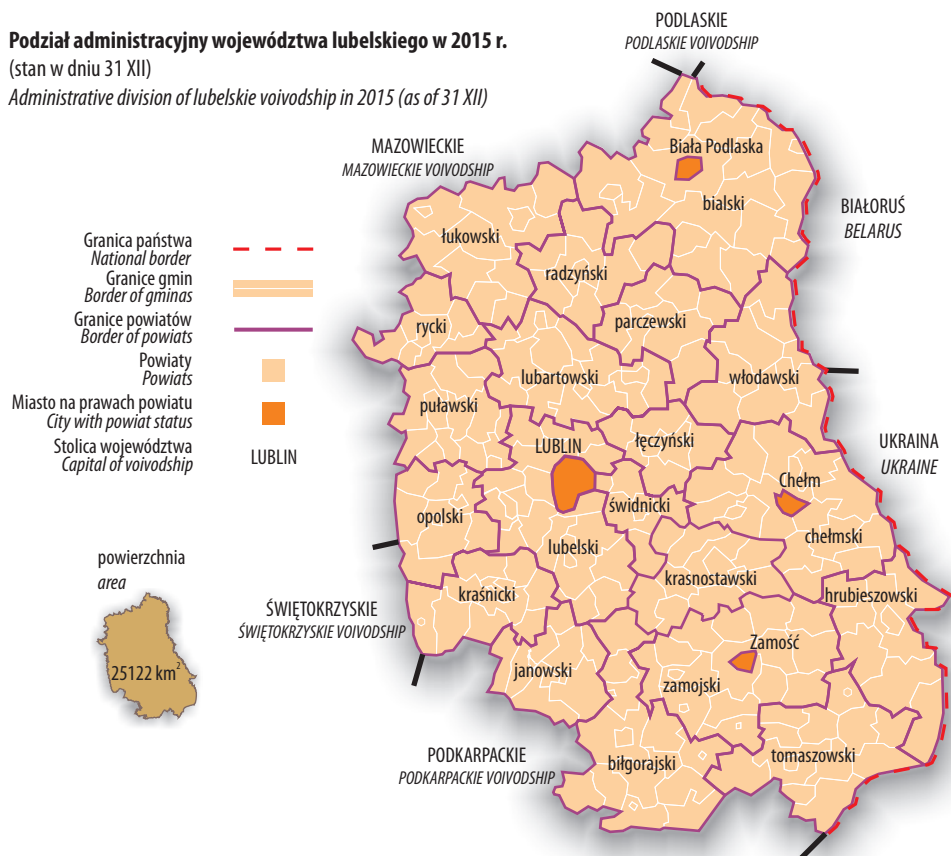 Podział administracyjny województwa lubelskiego w 2015 r.
(stan w dniu 31 XII)
Administrative division of lubelskie voivodship in 2015 (as of 31 XII)
PODLASKIE
PODLASKIE VOIVODSHIP
MAZOWIECKIE
MAZOWIECKIE VOIVODSHIP
BIAŁORUŚ
BELARUS
UKRAINA
UKRAINE
ŚWIĘTOKRZYSKIE
ŚWIĘTOKRZYSKIE VOIVODSHIP
PODKARPACKIE
PODKARPACKIE VOIVODSHIP
Granica państwa
National border
Granice gmin
Border of gminas
Granice powiatów
Border of powiats
Powiaty
Powiats
Miasto na prawach powiatu
City with powiat status
Stolica województwa
Capital of voivodship
LUBLIN
powierzchnia
area
25122 km²
Biała Podlaska
bialski
łukowski
radzyński
rycki
parczewski
lubartowski
włodawski
puławski
LUBLIN
łęczyński
Chełm
opolski
świdnicki
lubelski
chełmski
kraśnicki
krasnostawski
hrubieszowski
Zamość
janowski
zamojski
biłgorajski
tomaszowski